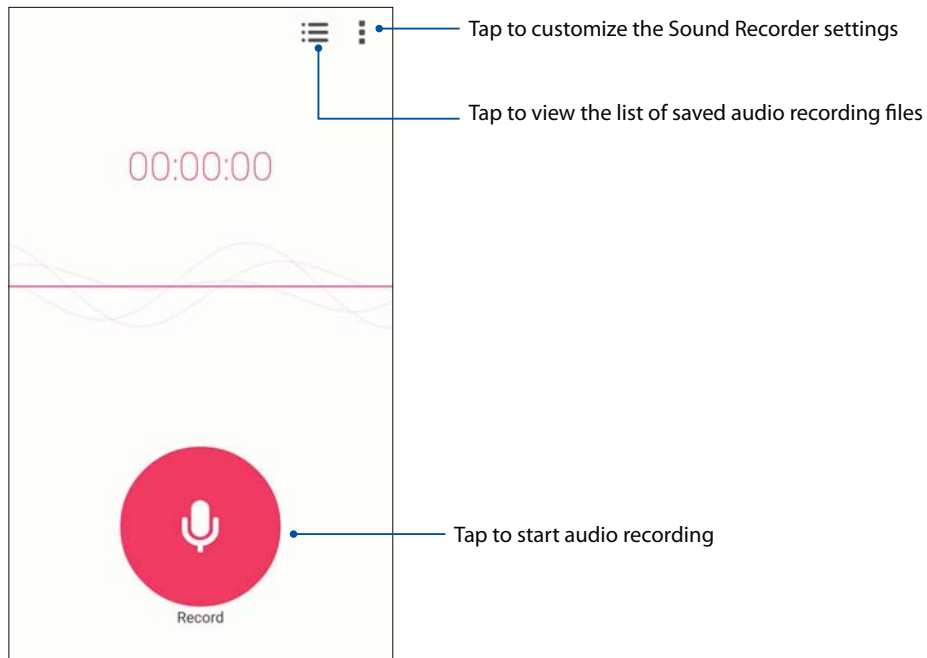 Tap to customize the Sound Recorder settings
Tap to view the list of saved audio recording files
00:00:00
Tap to start audio recording
Record